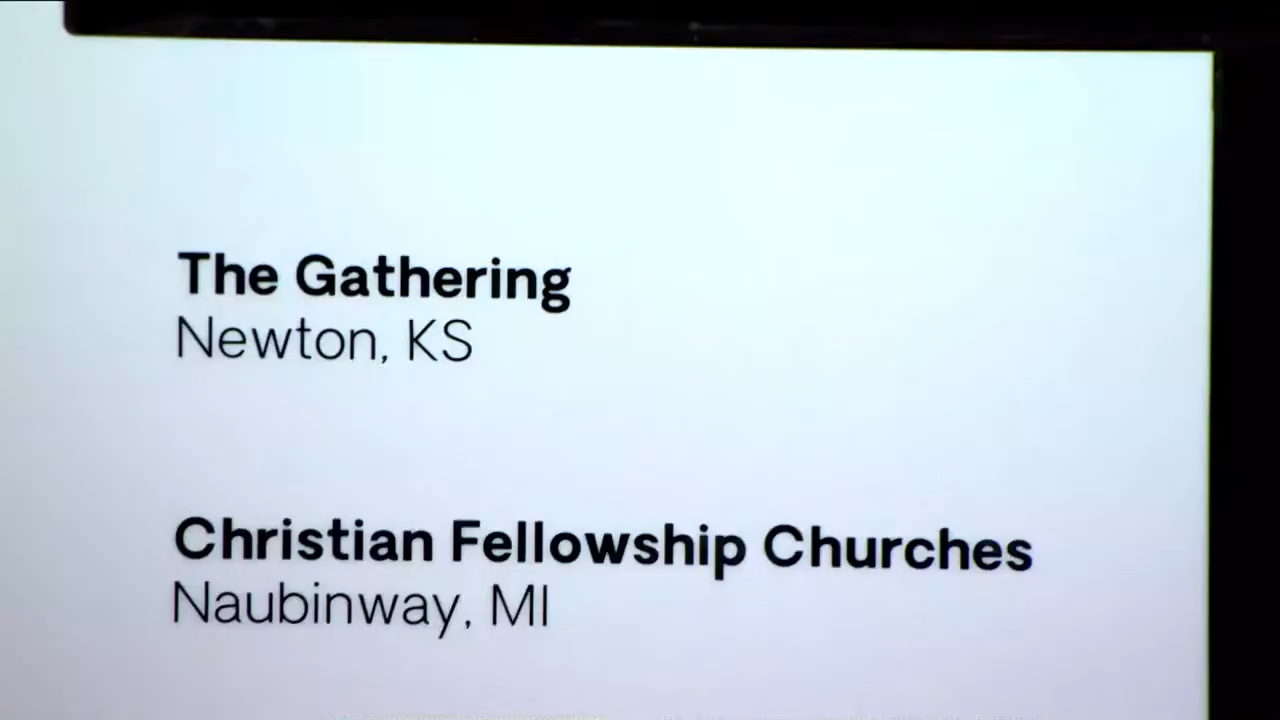 The Gathering
Newton, KS
Christian Fellowship Churches
Naubinway, MI